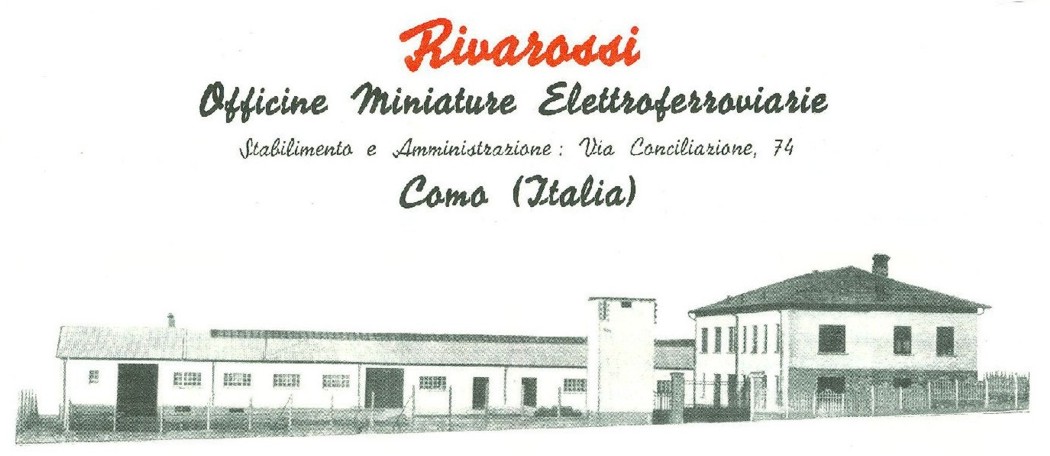 Rivarossi
Officine Miniature Elettroferroviarie
Stabilimento e Amministrazione: Via Conciliazione, 74
Como (Italia)